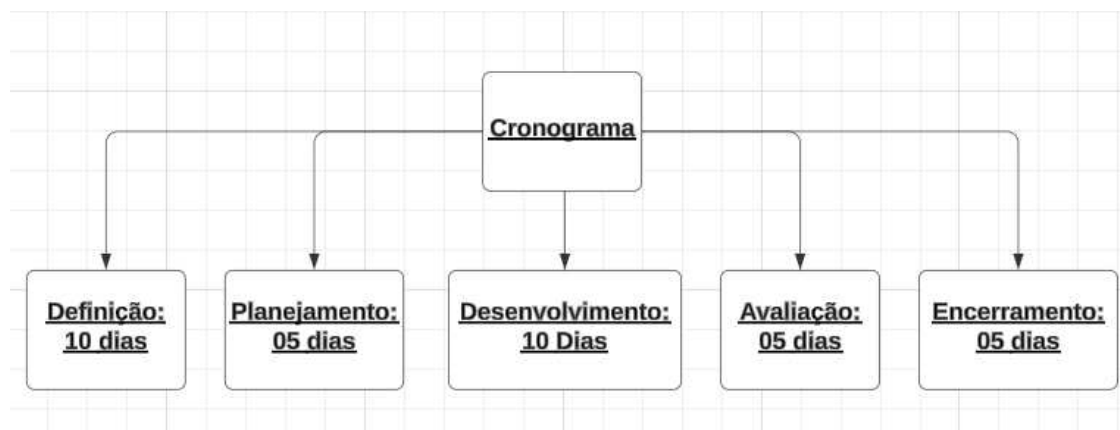 Cronograma
Definição:
10 dias
Planejamento:
05 dias
Desenvolvimento:
10 Dias
Avaliação:
05 dias
Encerramento:
05 dias